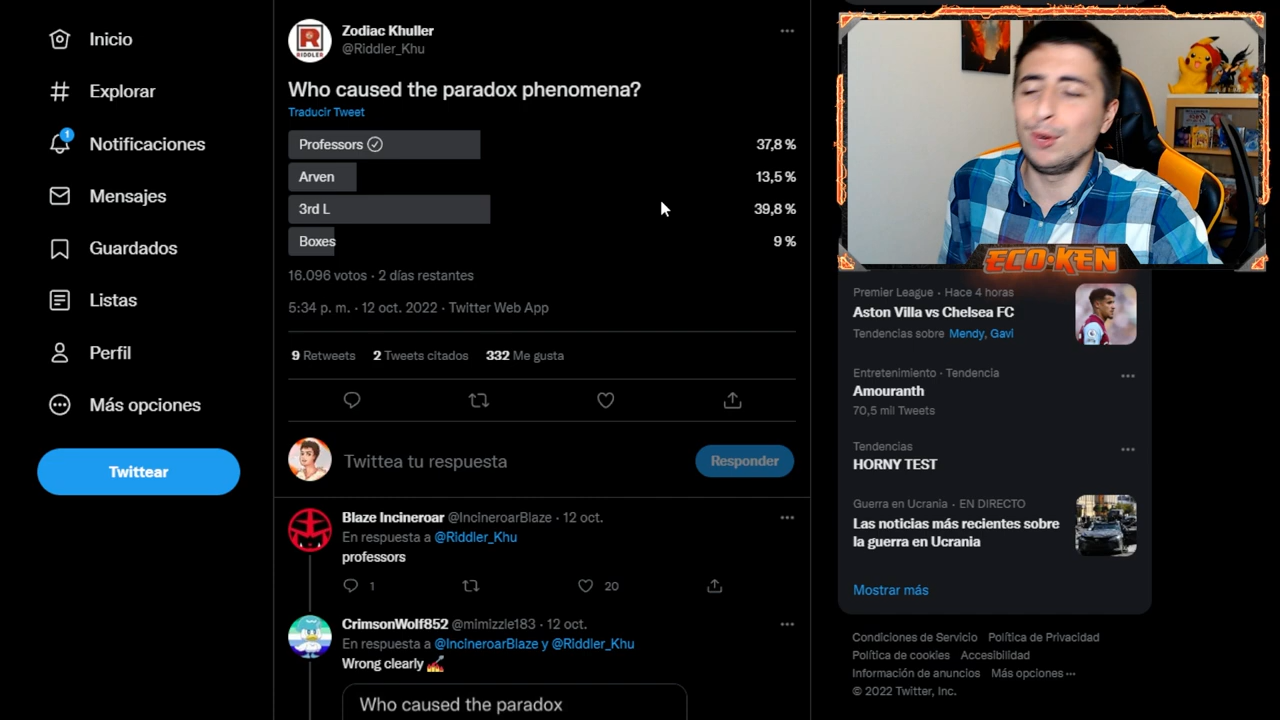 Inicio
Explorar
1
Notificaciones
Mensajes
Guardados
Listas
Perfil
Más opciones
Twittear
R
RIDDLER
Zodiac Khuller
@Riddler_Khu
Who caused the paradox phenomena?
Traducir Tweet
Professors 37,8 %
Arven 13,5 %
3rd L 39,8 %
Boxes 9 %
16.096 votos · 2 días restantes
5:34 p. m. · 12 oct. 2022 · Twitter Web App
9 Retweets 2 Tweets citados 332 Me gusta
Twittea tu respuesta
Responder
Blaze Incineroar @IncineroarBlaze · 12 oct.
En respuesta a @Riddler_Khu
professors
1 20
CrimsonWolf852 @mimizzle183 · 12 oct.
En respuesta a @IncineroarBlaze y @Riddler_Khu
Wrong clearly
Who caused the paradox
ECO·KEN
Premier League · Hace 4 horas
Aston Villa vs Chelsea FC
Tendencias sobre Mendy, Gavi
Entretenimiento · Tendencia
Amouranth
70,5 mil Tweets
Tendencias
HORNY TEST
Guerra en Ucrania · EN DIRECTO
Las noticias más recientes sobre
la guerra en Ucrania
Mostrar más
Condiciones de Servicio Política de Privacidad
Política de cookies Accesibilidad
Información de anuncios Más opciones ···
© 2022 Twitter, Inc.